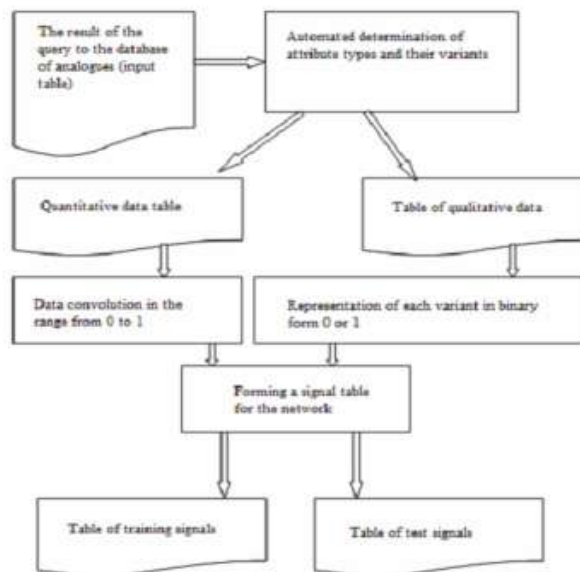 The result of the
query to the database
of analogues (input
table)
Automated determination of
attribute types and their variants
Quantitative data table
Table of qualitative data
Data convolution in the
range from 0 to 1
Representation of each variant in binary
form 0 or 1
Forming a signal table
for the network
Table of training signals
Table of test signals